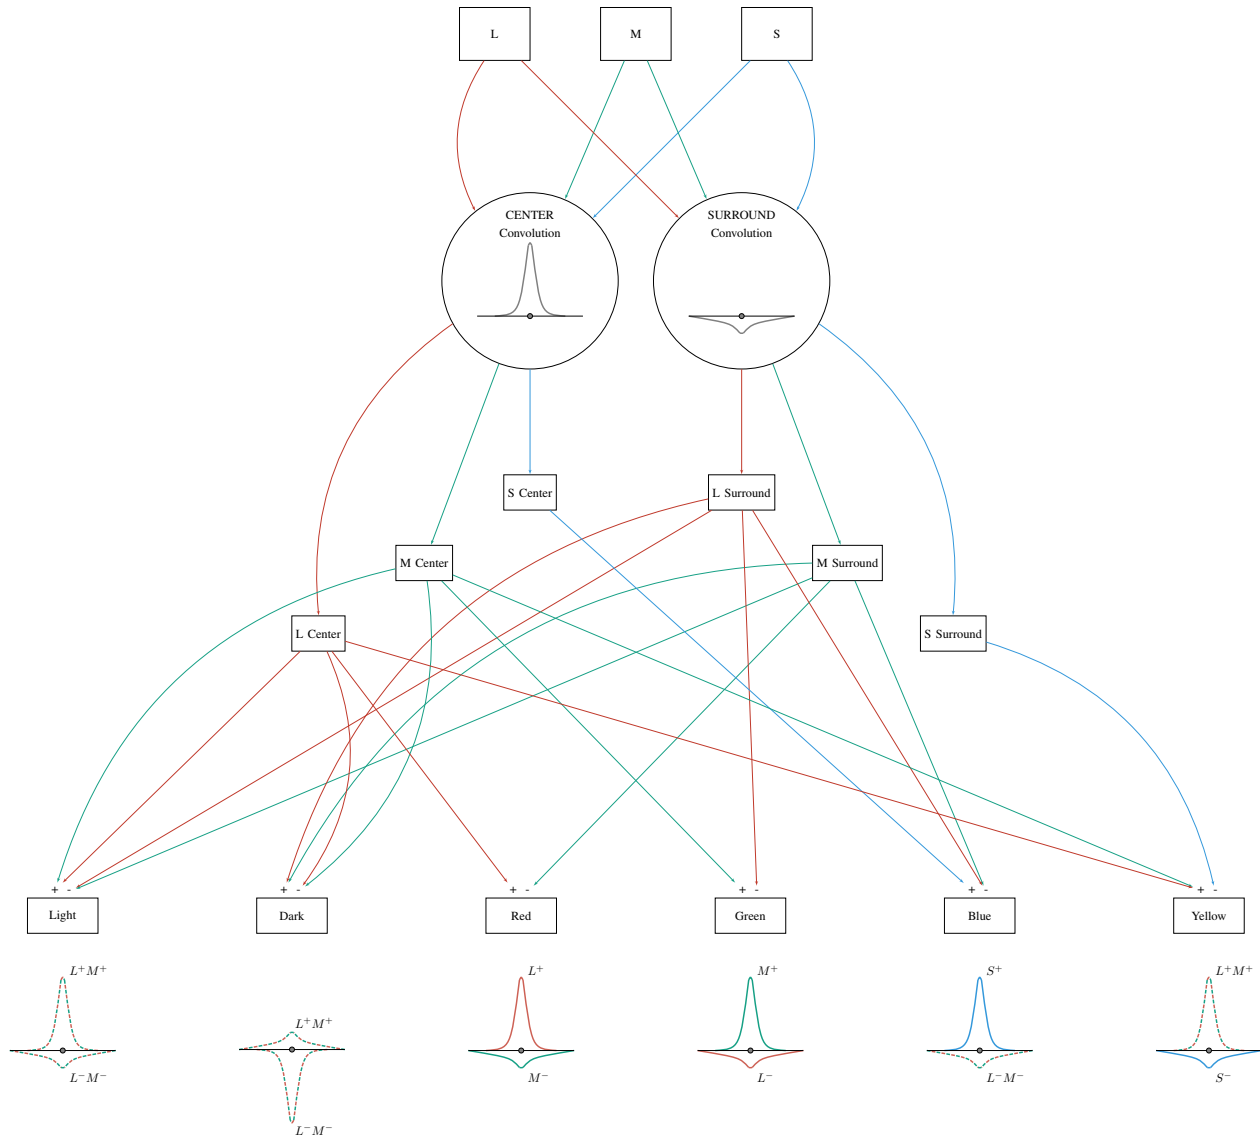 L
M
S
CENTER
Convolution
SURROUND
Convolution
S Center
L Surround
M Center
M Surround
L Center
S Surround
+ -
+ -
+ -
+ -
+ -
+ -
Light
Dark
Red
Green
Blue
Yellow
L⁺M⁺
L⁺
M⁺
S⁺
L⁺M⁺
L⁺M⁺
L⁻M⁻
M⁻
L⁻
L⁻M⁻
S⁻
L⁻M⁻